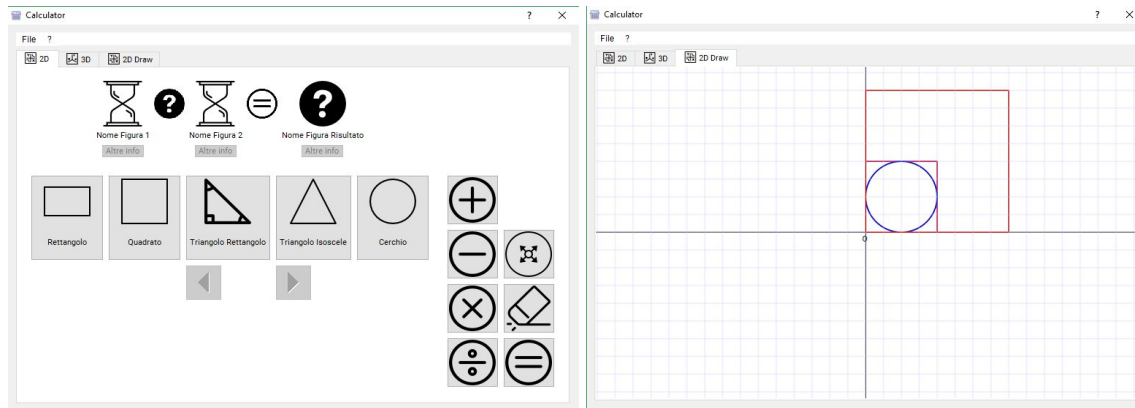 Calculator ?
File ?
2D 3D 2D Draw
Nome Figura 1 Nome Figura 2 Nome Figura Risultato
Altre info Altre info Altre info
Rettangolo Quadrato Triangolo Rettangolo Triangolo Isoscele Cerchio
Calculator ?
File ?
2D 3D 2D Draw
0